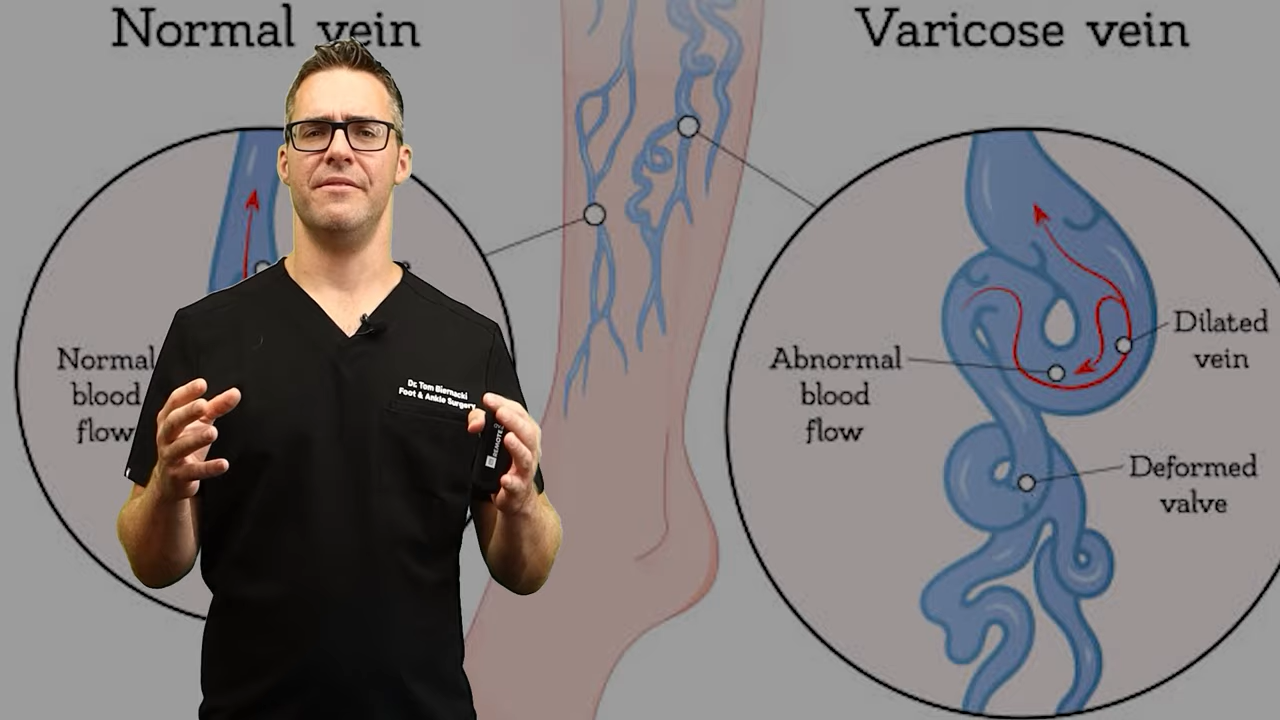 Normal vein
Varicose vein
Normal
blood
flow
Abnormal
blood
flow
Dilated
vein
Deformed
valve
Dr. Tom Biernacki
Foot & Ankle Surgery
REMOTE